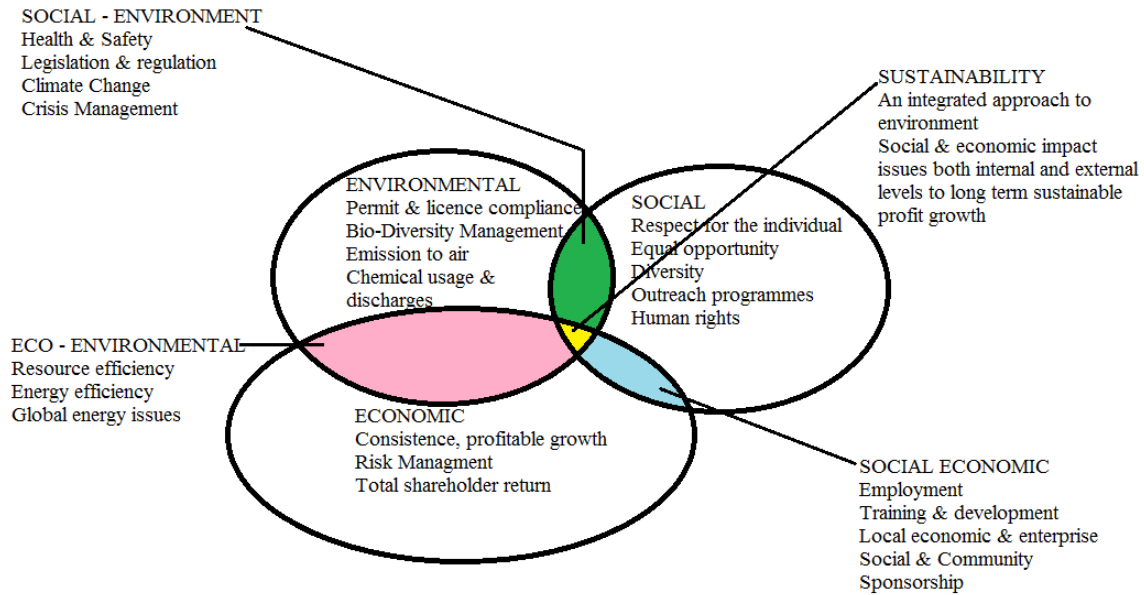 SOCIAL - ENVIRONMENT
Health & Safety
Legislation & regulation
Climate Change
Crisis Management
SUSTAINABILITY
An integrated approach to
environment
Social & economic impact
issues both internal and external
levels to long term sustainable
profit growth
ENVIRONMENTAL
Permit & licence compliance
Bio-Diversity Management
Emission to air
Chemical usage &
discharges
SOCIAL
Respect for the individual
Equal opportunity
Diversity
Outreach programmes
Human rights
ECO - ENVIRONMENTAL
Resource efficiency
Energy efficiency
Global energy issues
ECONOMIC
Consistence, profitable growth
Risk Managment
Total shareholder return
SOCIAL ECONOMIC
Employment
Training & development
Local economic & enterprise
Social & Community
Sponsorship